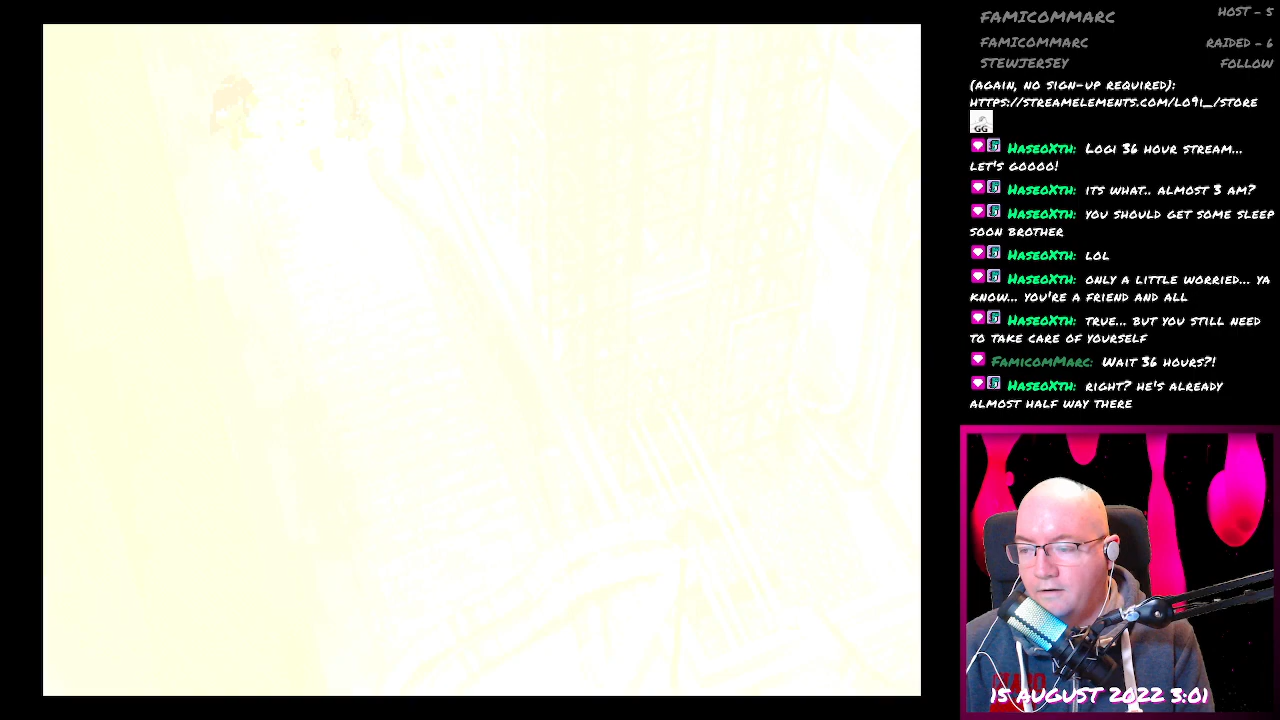 FAMICOMMARC HOST - 5
FAMICOMMARC RAIDED - 6
STEWJERSEY FOLLOW
(AGAIN, NO SIGN-UP REQUIRED):
HTTPS://STREAMELEMENTS.COM/LO9I_/STORE
GG
HASEOXTH: LOGI 36 HOUR STREAM...
LET'S GOOOO!
HASEOXTH: ITS WHAT.. ALMOST 3 AM?
HASEOXTH: YOU SHOULD GET SOME SLEEP
SOON BROTHER
HASEOXTH: LOL
HASEOXTH: ONLY A LITTLE WORRIED... YA
KNOW... YOU'RE A FRIEND AND ALL
HASEOXTH: TRUE... BUT YOU STILL NEED
TO TAKE CARE OF YOURSELF
FAMICOMMARC: WAIT 36 HOURS?!
HASEOXTH: RIGHT? HE'S ALREADY
ALMOST HALF WAY THERE
15 AUGUST 2022 3:01